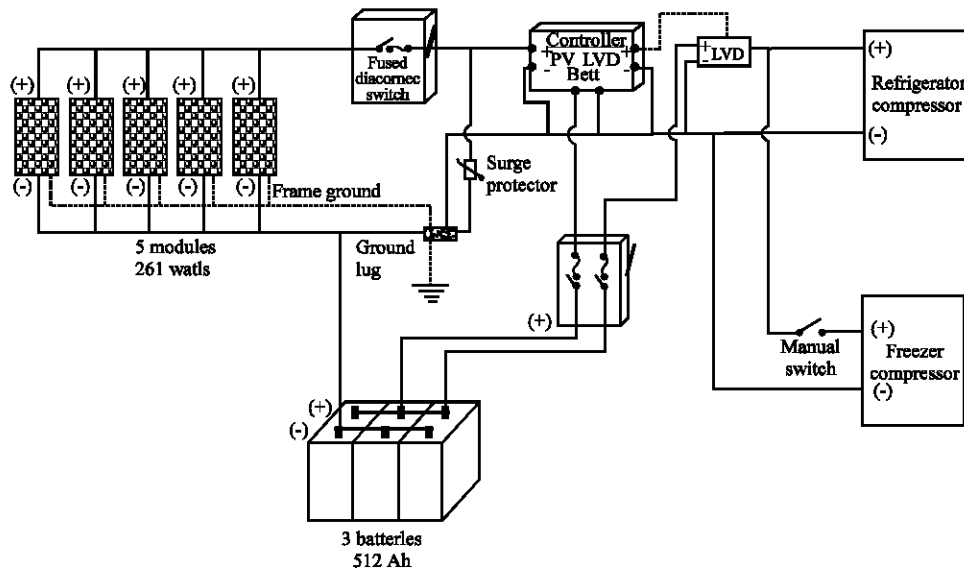 Fused
diacornec
switch
Controller
+ PV LVD +
- Bett -
+
- LVD
(+)
Refrigerator
compressor
(-)
(+) (+) (+) (+) (+)
(-) (-) (-) (-) (-)
Frame ground
Surge
protector
5 modules
261 watls
Ground
lug
(+)
Manual
switch
(+)
Freezer
compressor
(-)
(+)
(-)
3 batterles
512 Ah